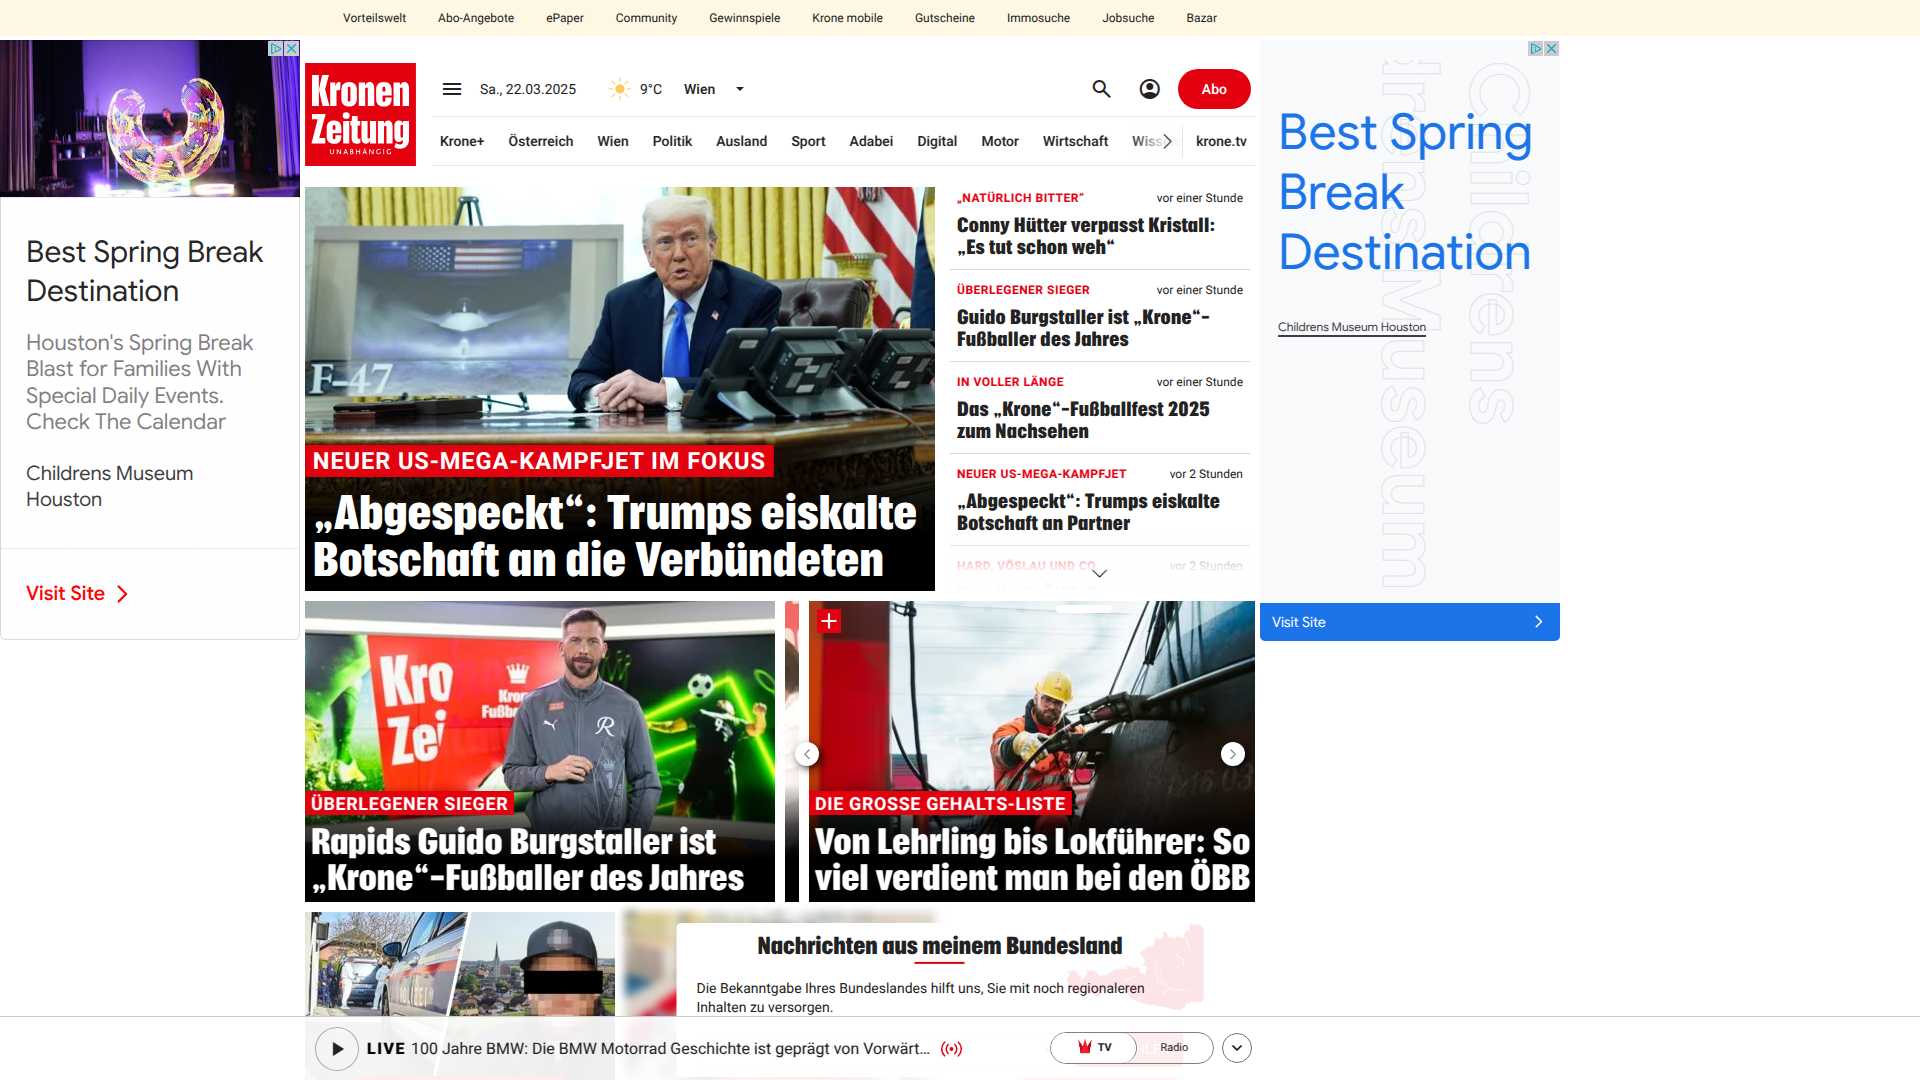 Vorteilswelt
Abo-Angebote
ePaper
Community
Gewinnspiele
Krone mobile
Gutscheine
Immosuche
Jobsuche
Bazar
Kronen
Zeitung
UNABHÄNGIG
Sa., 22.03.2025
9°C
Wien
Abo
Krone+
Österreich
Wien
Politik
Ausland
Sport
Adabei
Digital
Motor
Wirtschaft
Wiss
krone.tv
Best Spring Break
Destination
Houston's Spring Break
Blast for Families With
Special Daily Events.
Check The Calendar
Childrens Museum
Houston
Visit Site
F-47
NEUER US-MEGA-KAMPFJET IM FOKUS
„Abgespeckt“: Trumps eiskalte
Botschaft an die Verbündeten
„NATÜRLICH BITTER“
vor einer Stunde
Conny Hütter verpasst Kristall:
„Es tut schon weh“
ÜBERLEGENER SIEGER
vor einer Stunde
Guido Burgstaller ist „Krone“-
Fußballer des Jahres
IN VOLLER LÄNGE
vor einer Stunde
Das „Krone“-Fußballfest 2025
zum Nachsehen
NEUER US-MEGA-KAMPFJET
vor 2 Stunden
„Abgespeckt“: Trumps eiskalte
Botschaft an Partner
HARD, VÖSLAU UND CO.
vor 2 Stunden
Best Spring
Break
Destination
Childrens Museum Houston
Childrens
Visit Site
Kro
Zei
ÜBERLEGENER SIEGER
Rapids Guido Burgstaller ist
„Krone“-Fußballer des Jahres
DIE GROSSE GEHALTS-LISTE
Von Lehrling bis Lokführer: So
viel verdient man bei den ÖBB
Nachrichten aus meinem Bundesland
Die Bekanntgabe Ihres Bundeslandes hilft uns, Sie mit noch regionaleren
Inhalten zu versorgen.
LIVE 100 Jahre BMW: Die BMW Motorrad Geschichte ist geprägt von Vorwärt...
TV
Radio